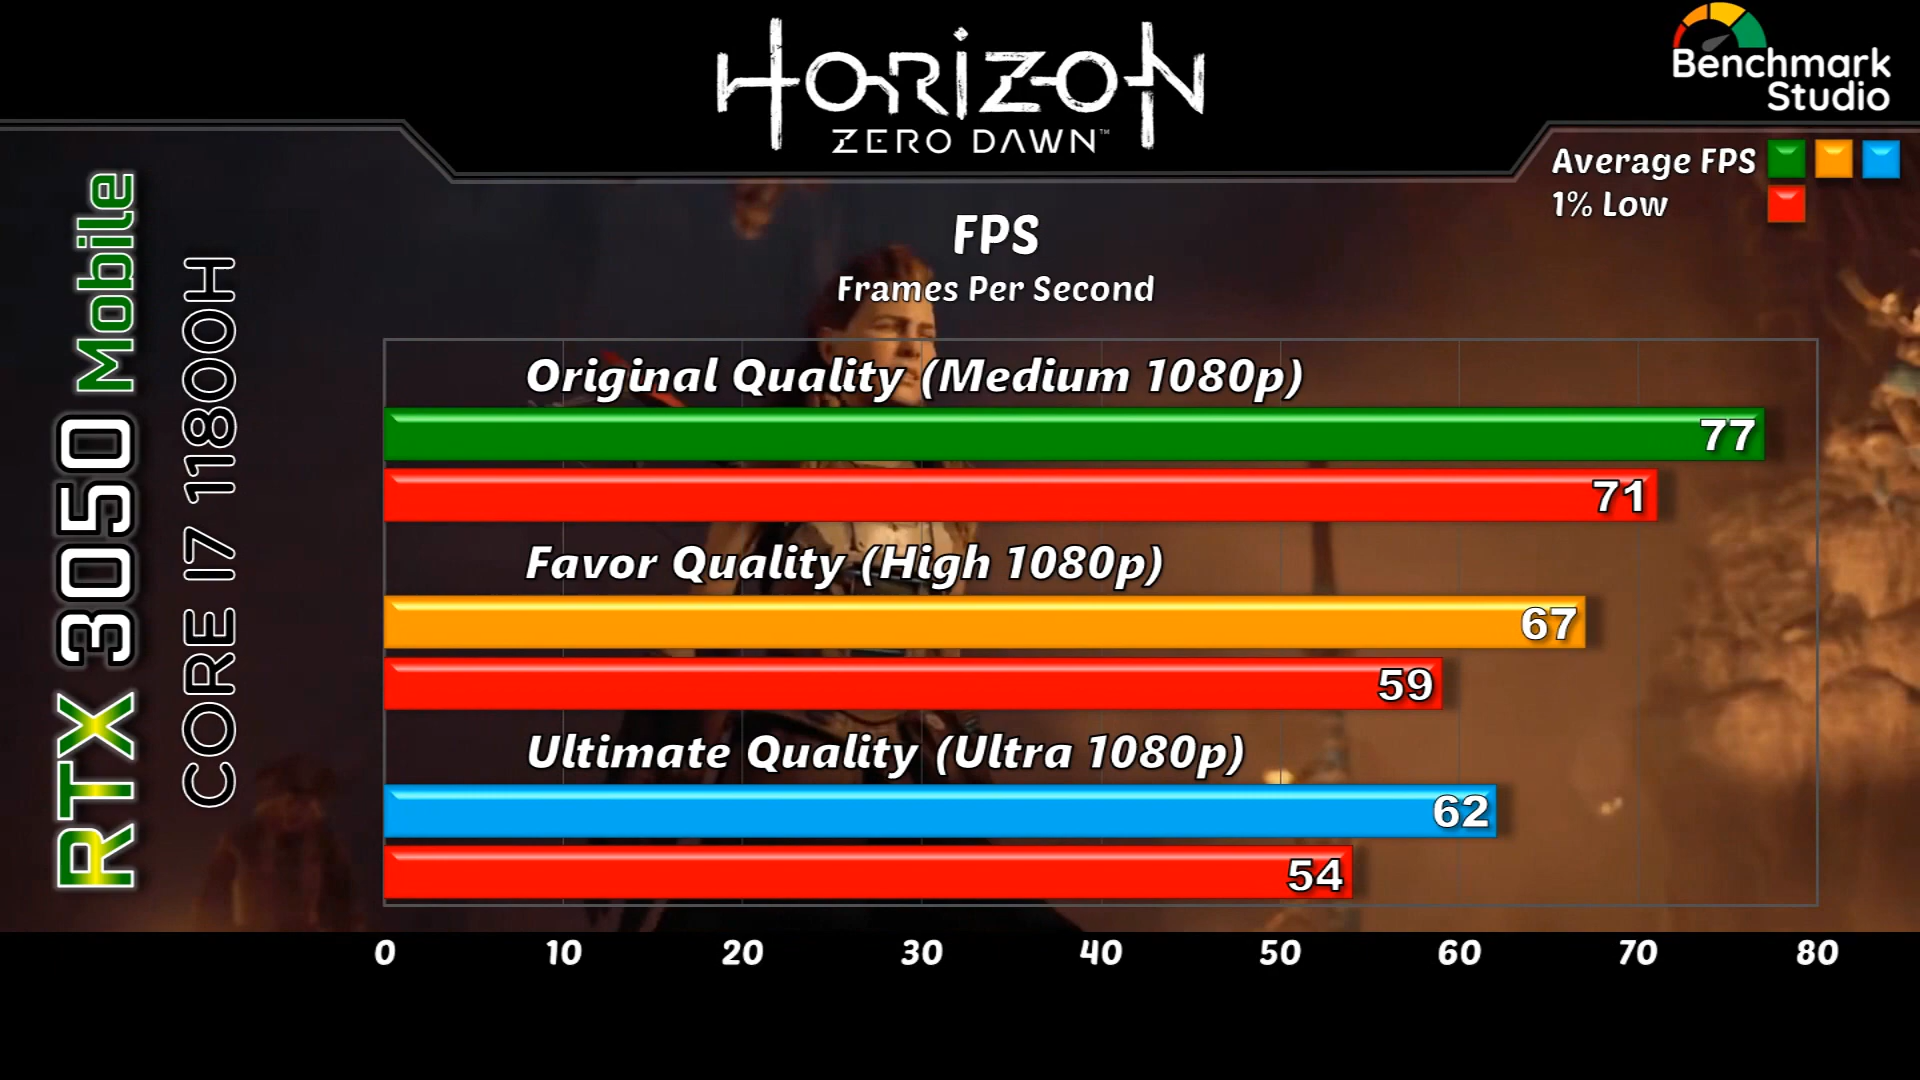 HORIZON
ZERO DAWN™
Benchmark
Studio
Average FPS
1% Low
FPS
Frames Per Second
RTX 3050 Mobile
CORE I7 11800H
Original Quality (Medium 1080p)
77
71
Favor Quality (High 1080p)
67
59
Ultimate Quality (Ultra 1080p)
62
54
0 10 20 30 40 50 60 70 80